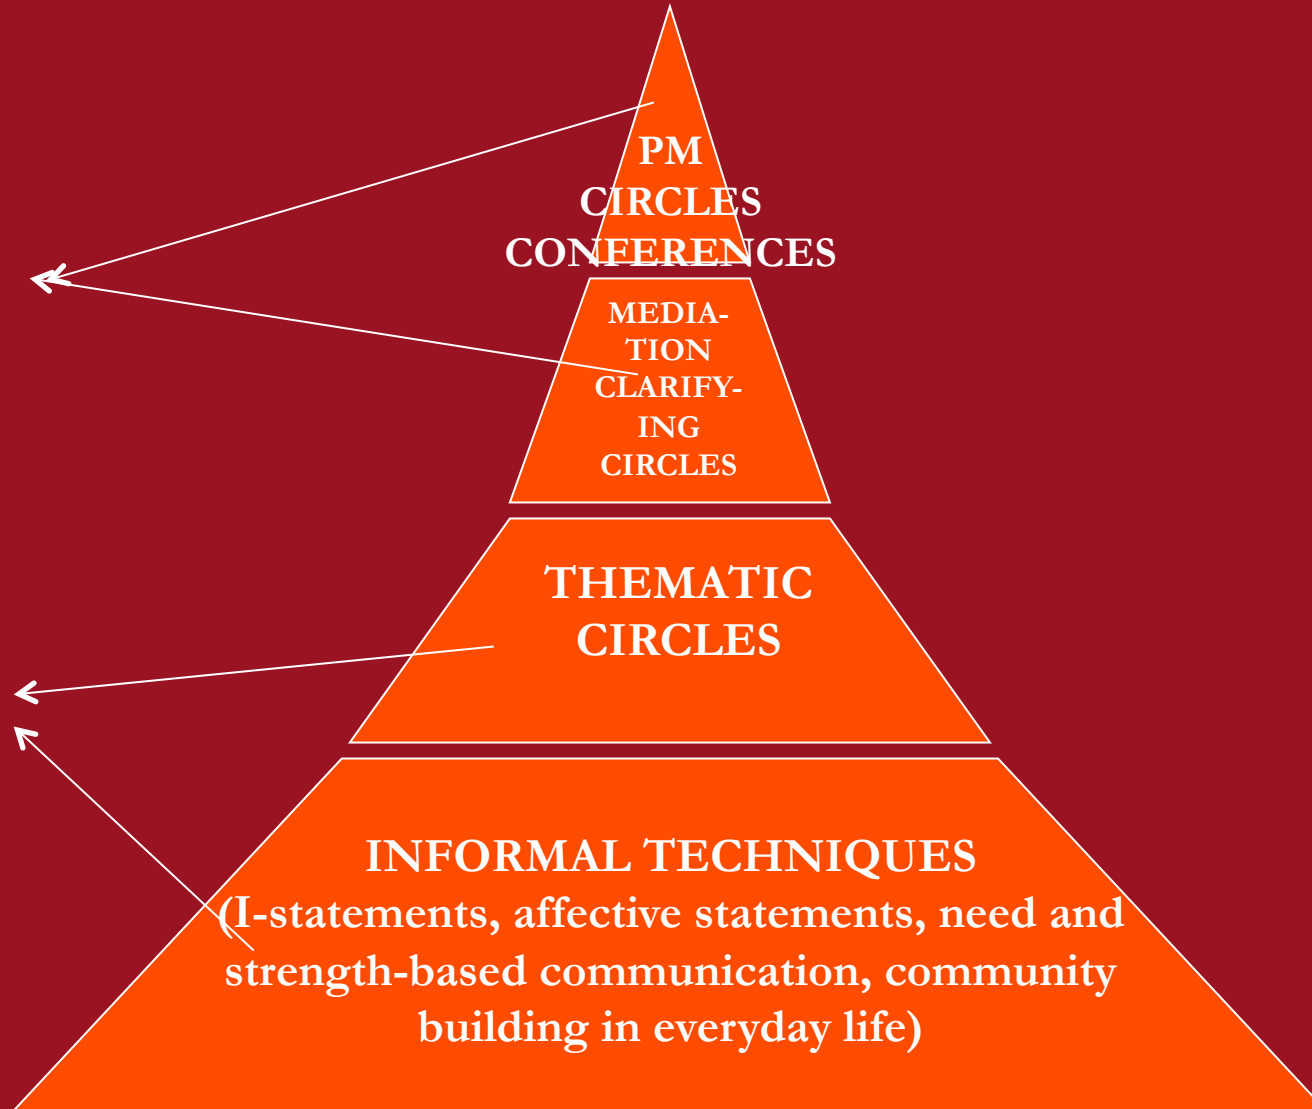 PM
CIRCLES
CONFERENCES
MEDIA-
TION
CLARIFY-
ING
CIRCLES
THEMATIC
CIRCLES
INFORMAL TECHNIQUES
(I-statements, affective statements, need and
strength-based communication, community
building in everyday life)